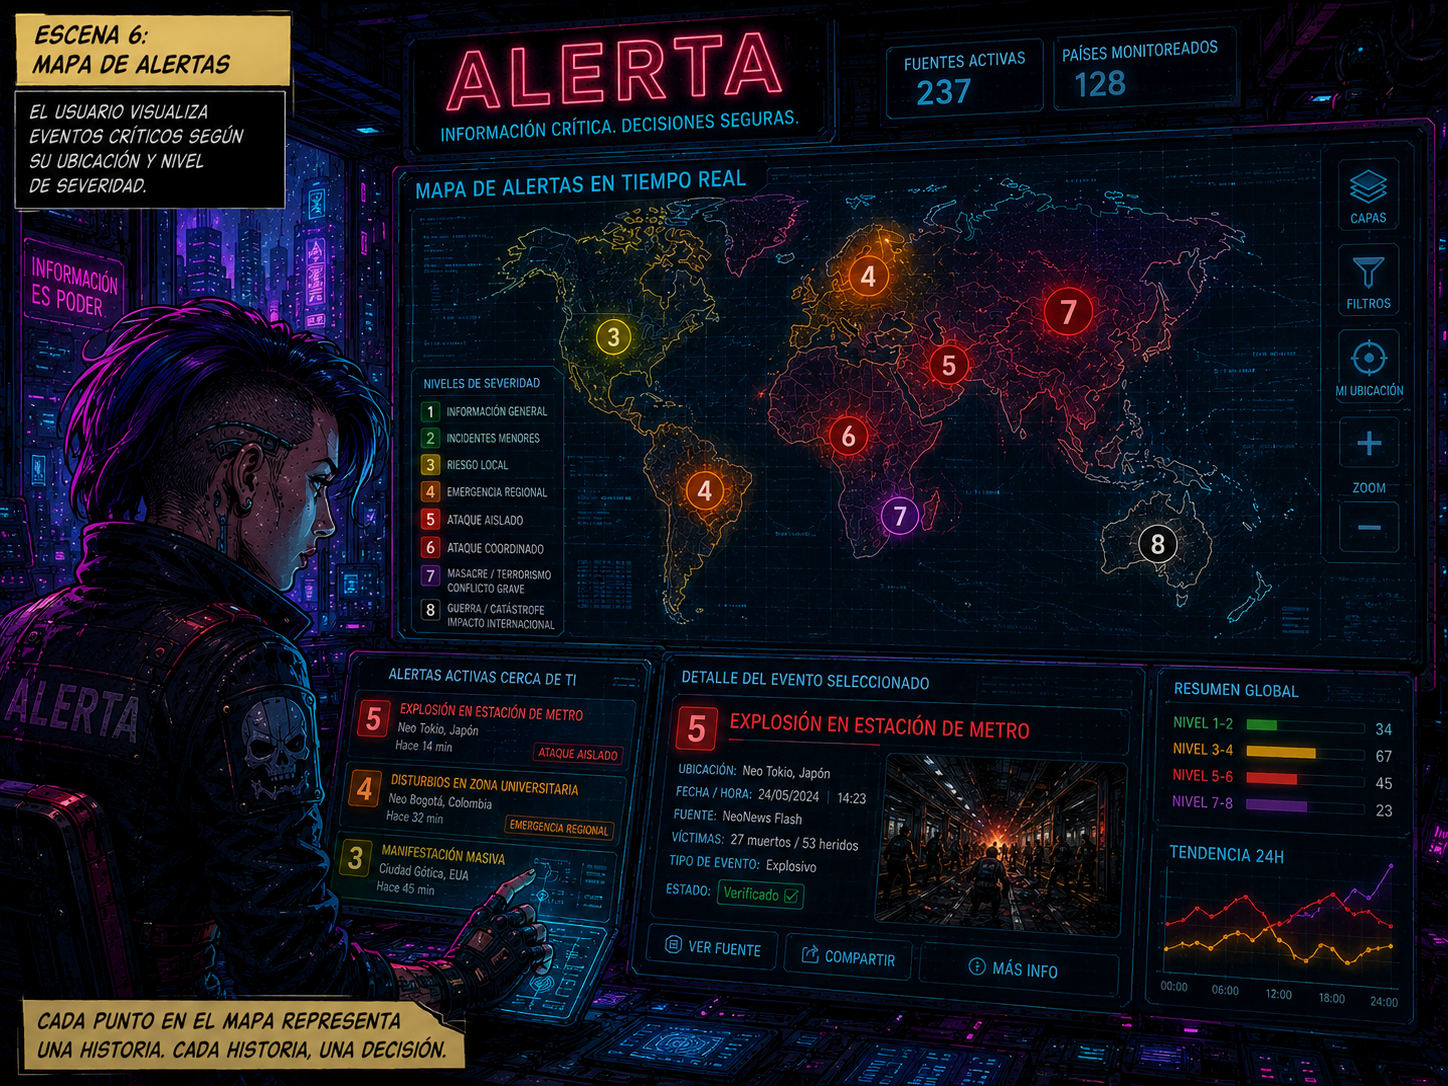 ESCENA 6:
MAPA DE ALERTAS
EL USUARIO VISUALIZA
EVENTOS CRÍTICOS SEGÚN
SU UBICACIÓN Y NIVEL
DE SEVERIDAD.
ALERTA
INFORMACIÓN CRÍTICA. DECISIONES SEGURAS.
FUENTES ACTIVAS
237
PAÍSES MONITOREADOS
128
INFORMACIÓN
ES PODER
MAPA DE ALERTAS EN TIEMPO REAL
3
4
4
5
6
7
7
8
CAPAS
FILTROS
MI UBICACIÓN
ZOOM
NIVELES DE SEVERIDAD
1 INFORMACIÓN GENERAL
2 INCIDENTES MENORES
3 RIESGO LOCAL
4 EMERGENCIA REGIONAL
5 ATAQUE AISLADO
6 ATAQUE COORDINADO
7 MASACRE / TERRORISMO
CONFLICTO GRAVE
8 GUERRA / CATÁSTROFE
IMPACTO INTERNACIONAL
ALERTA
ALERTAS ACTIVAS CERCA DE TI
5 EXPLOSIÓN EN ESTACIÓN DE METRO
Neo Tokio, Japón
Hace 14 min
ATAQUE AISLADO
4 DISTURBIOS EN ZONA UNIVERSITARIA
Neo Bogotá, Colombia
Hace 32 min
EMERGENCIA REGIONAL
3 MANIFESTACIÓN MASIVA
Ciudad Gótica, EUA
Hace 45 min
DETALLE DEL EVENTO SELECCIONADO
5 EXPLOSIÓN EN ESTACIÓN DE METRO
UBICACIÓN: Neo Tokio, Japón
FECHA / HORA: 24/05/2024 | 14:23
FUENTE: NeoNews Flash
VÍCTIMAS: 27 muertos / 53 heridos
TIPO DE EVENTO: Explosivo
ESTADO: Verificado
VER FUENTE
COMPARTIR
MÁS INFO
RESUMEN GLOBAL
NIVEL 1-2 34
NIVEL 3-4 67
NIVEL 5-6 45
NIVEL 7-8 23
TENDENCIA 24H
00:00 06:00 12:00 18:00 24:00
CADA PUNTO EN EL MAPA REPRESENTA
UNA HISTORIA. CADA HISTORIA, UNA DECISIÓN.